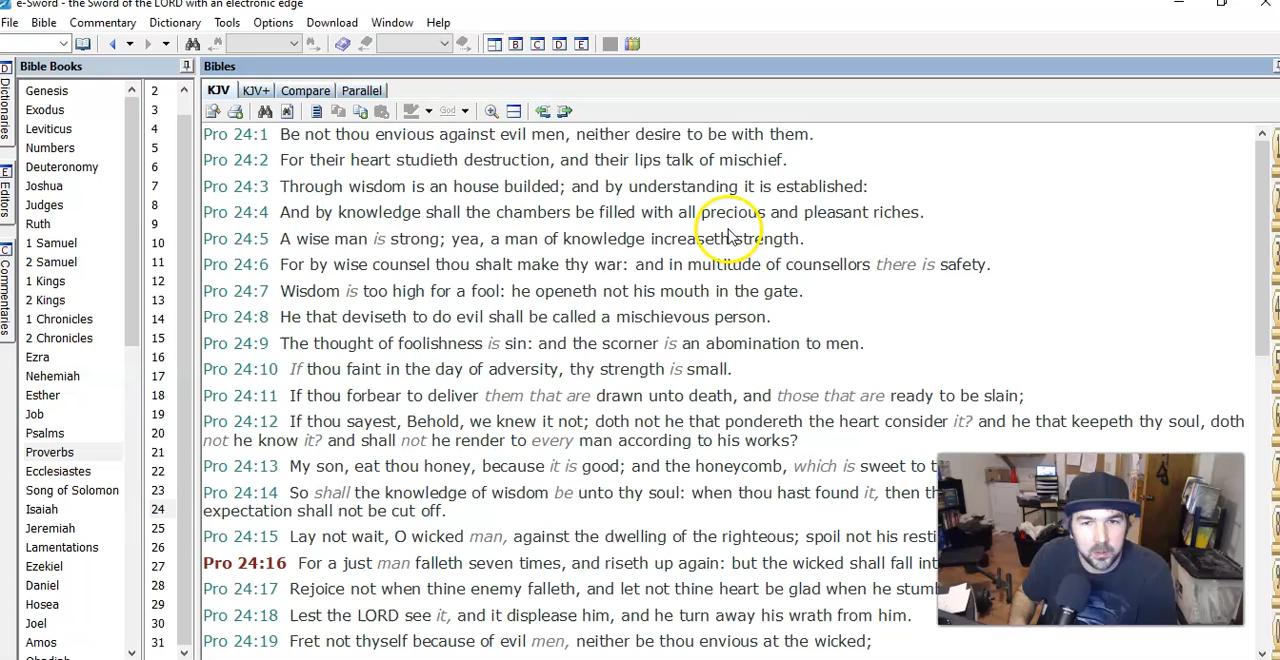 e-Sword - the Sword of the LORD with an electronic edge
File Bible Commentary Dictionary Tools Options Download Window Help
B C D E
Bible Books
Bibles
KJV KJV+ Compare Parallel
God
D Dictionaries
E Editors
C Commentaries
Genesis 2
Exodus 3
Leviticus 4
Numbers 5
Deuteronomy 6
Joshua 7
Judges 8
Ruth 9
1 Samuel 10
2 Samuel 11
1 Kings 12
2 Kings 13
1 Chronicles 14
2 Chronicles 15
Ezra 16
Nehemiah 17
Esther 18
Job 19
Psalms 20
Proverbs 21
Ecclesiastes 22
Song of Solomon 23
Isaiah 24
Jeremiah 25
Lamentations 26
Ezekiel 27
Daniel 28
Hosea 29
Joel 30
Amos 31
Pro 24:1 Be not thou envious against evil men, neither desire to be with them.
Pro 24:2 For their heart studieth destruction, and their lips talk of mischief.
Pro 24:3 Through wisdom is an house builded; and by understanding it is established:
Pro 24:4 And by knowledge shall the chambers be filled with all precious and pleasant riches.
Pro 24:5 A wise man is strong; yea, a man of knowledge increaseth strength.
Pro 24:6 For by wise counsel thou shalt make thy war: and in multitude of counsellors there is safety.
Pro 24:7 Wisdom is too high for a fool: he openeth not his mouth in the gate.
Pro 24:8 He that deviseth to do evil shall be called a mischievous person.
Pro 24:9 The thought of foolishness is sin: and the scorner is an abomination to men.
Pro 24:10 If thou faint in the day of adversity, thy strength is small.
Pro 24:11 If thou forbear to deliver them that are drawn unto death, and those that are ready to be slain;
Pro 24:12 If thou sayest, Behold, we knew it not; doth not he that pondereth the heart consider it? and he that keepeth thy soul, doth
not he know it? and shall not he render to every man according to his works?
Pro 24:13 My son, eat thou honey, because it is good; and the honeycomb, which is sweet to t
Pro 24:14 So shall the knowledge of wisdom be unto thy soul: when thou hast found it, then th
expectation shall not be cut off.
Pro 24:15 Lay not wait, O wicked man, against the dwelling of the righteous; spoil not his resti
Pro 24:16 For a just man falleth seven times, and riseth up again: but the wicked shall fall int
Pro 24:17 Rejoice not when thine enemy falleth, and let not thine heart be glad when he stum
Pro 24:18 Lest the LORD see it, and it displease him, and he turn away his wrath from him.
Pro 24:19 Fret not thyself because of evil men, neither be thou envious at the wicked;